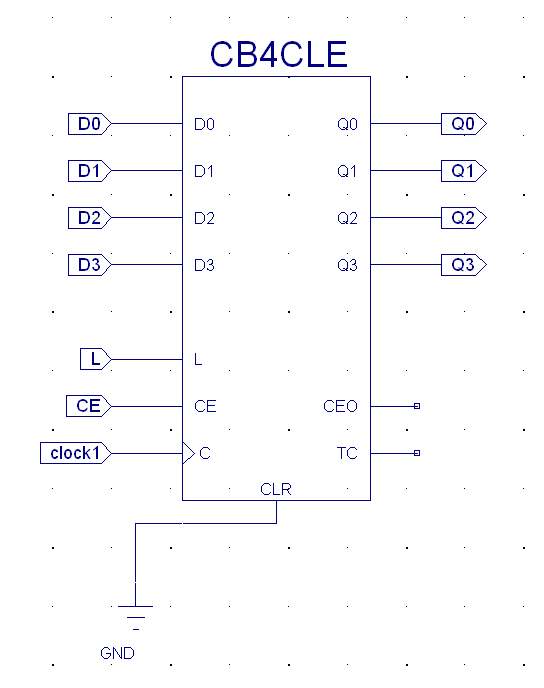 CB4CLE
D0 D0 Q0 Q0
D1 D1 Q1 Q1
D2 D2 Q2 Q2
D3 D3 Q3 Q3
L L
CE CE CEO
clock1 C TC
CLR
GND